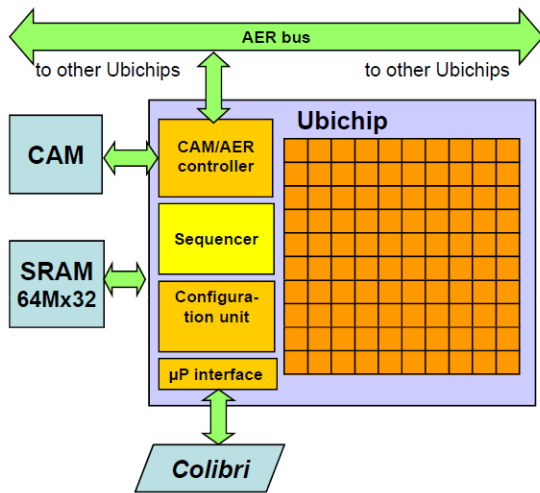 AER bus
to other Ubichips
to other Ubichips
Ubichip
CAM
CAM/AER
controller
Sequencer
SRAM
64Mx32
Configura-
tion unit
µP interface
Colibri